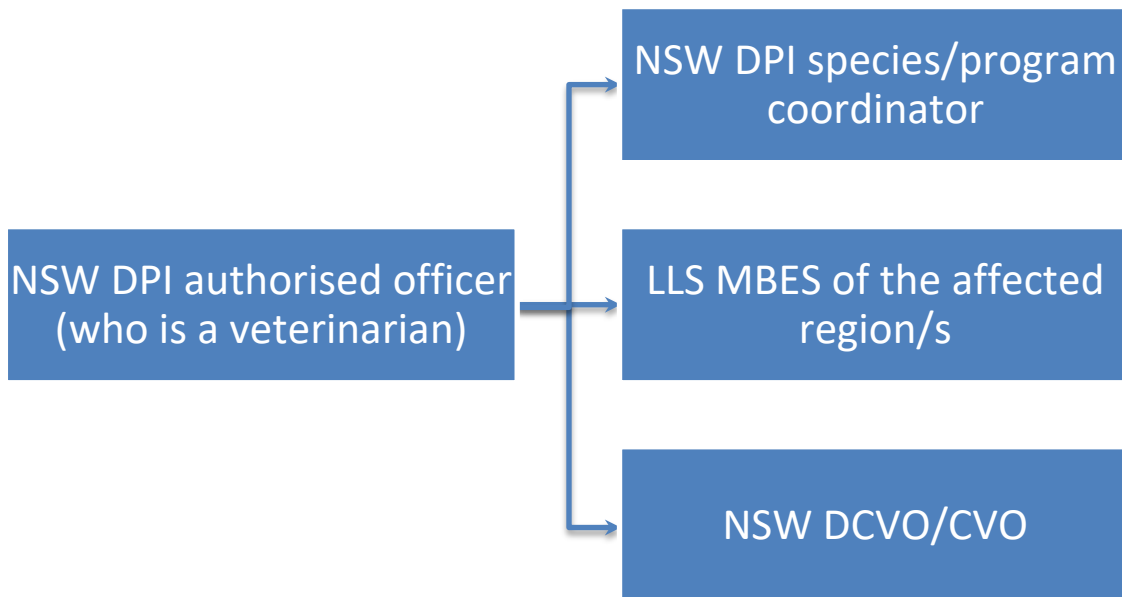 NSW DPI species/program
coordinator
NSW DPI authorised officer
(who is a veterinarian)
LLS MBES of the affected
region/s
NSW DCVO/CVO